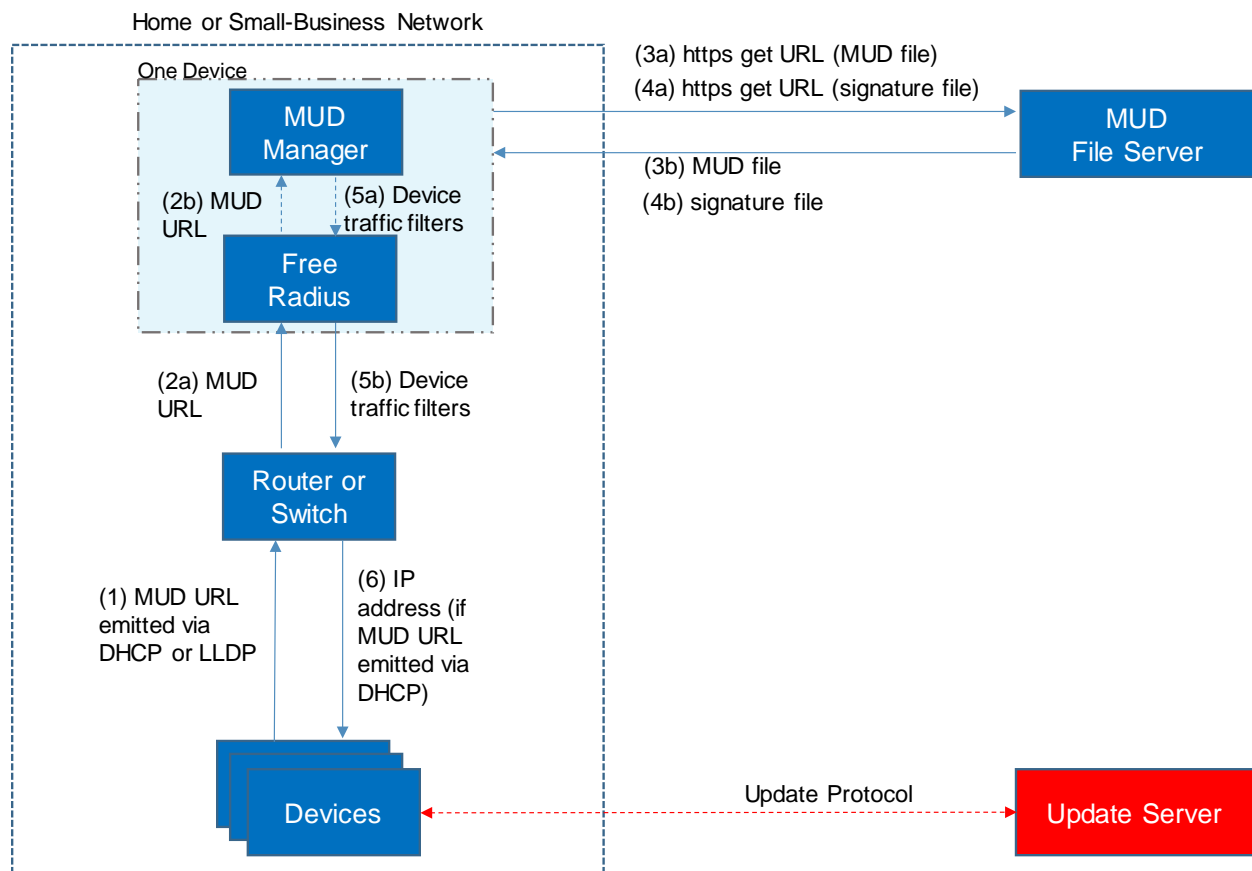 Home or Small-Business Network
One Device
MUD
Manager
(3a) https get URL (MUD file)
(4a) https get URL (signature file)
MUD
File Server
(3b) MUD file
(4b) signature file
(2b) MUD
URL
(5a) Device
traffic filters
Free
Radius
(2a) MUD
URL
(5b) Device
traffic filters
Router or
Switch
(1) MUD URL
emitted via
DHCP or LLDP
(6) IP
address (if
MUD URL
emitted via
DHCP)
Devices
Update Protocol
Update Server